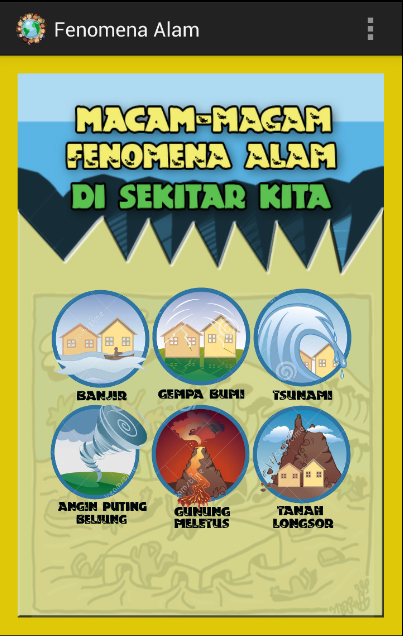 Fenomena Alam
MACAM-MACAM
FENOMENA ALAM
DI SEKITAR KITA
BANJIR
GEMPA BUMI
TSUNAMI
ANGIN PUTING
BELIUNG
GUNUNG
MELETUS
TANAH
LONGSOR